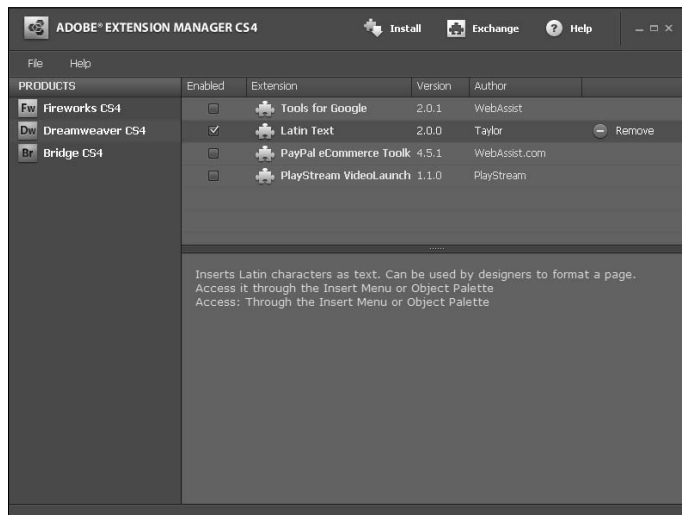 ADOBE® EXTENSION MANAGER CS4 Install Exchange ? Help
File Help
PRODUCTS Enabled Extension Version Author
Fw Fireworks CS4 Tools for Google 2.0.1 WebAssist
Dw Dreamweaver CS4 Latin Text 2.0.0 Taylor Remove
Br Bridge CS4 PayPal eCommerce Toolk 4.5.1 WebAssist.com
PlayStream VideoLaunch 1.1.0 PlayStream
Inserts Latin characters as text. Can be used by designers to format a page.
Access it through the Insert Menu or Object Palette
Access: Through the Insert Menu or Object Palette